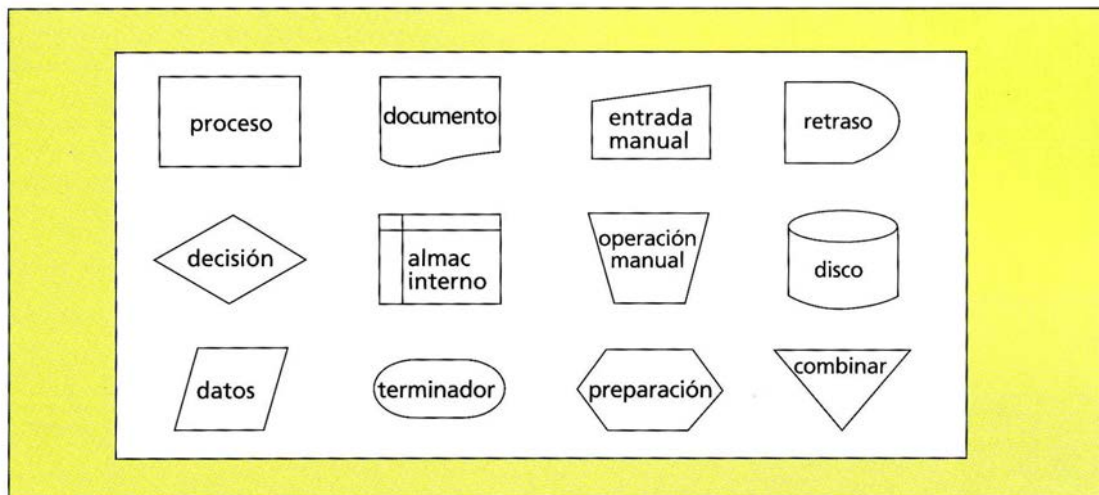 proceso
documento
entrada
manual
retraso
decisión
almac
interno
operación
manual
disco
datos
terminador
preparación
combinar